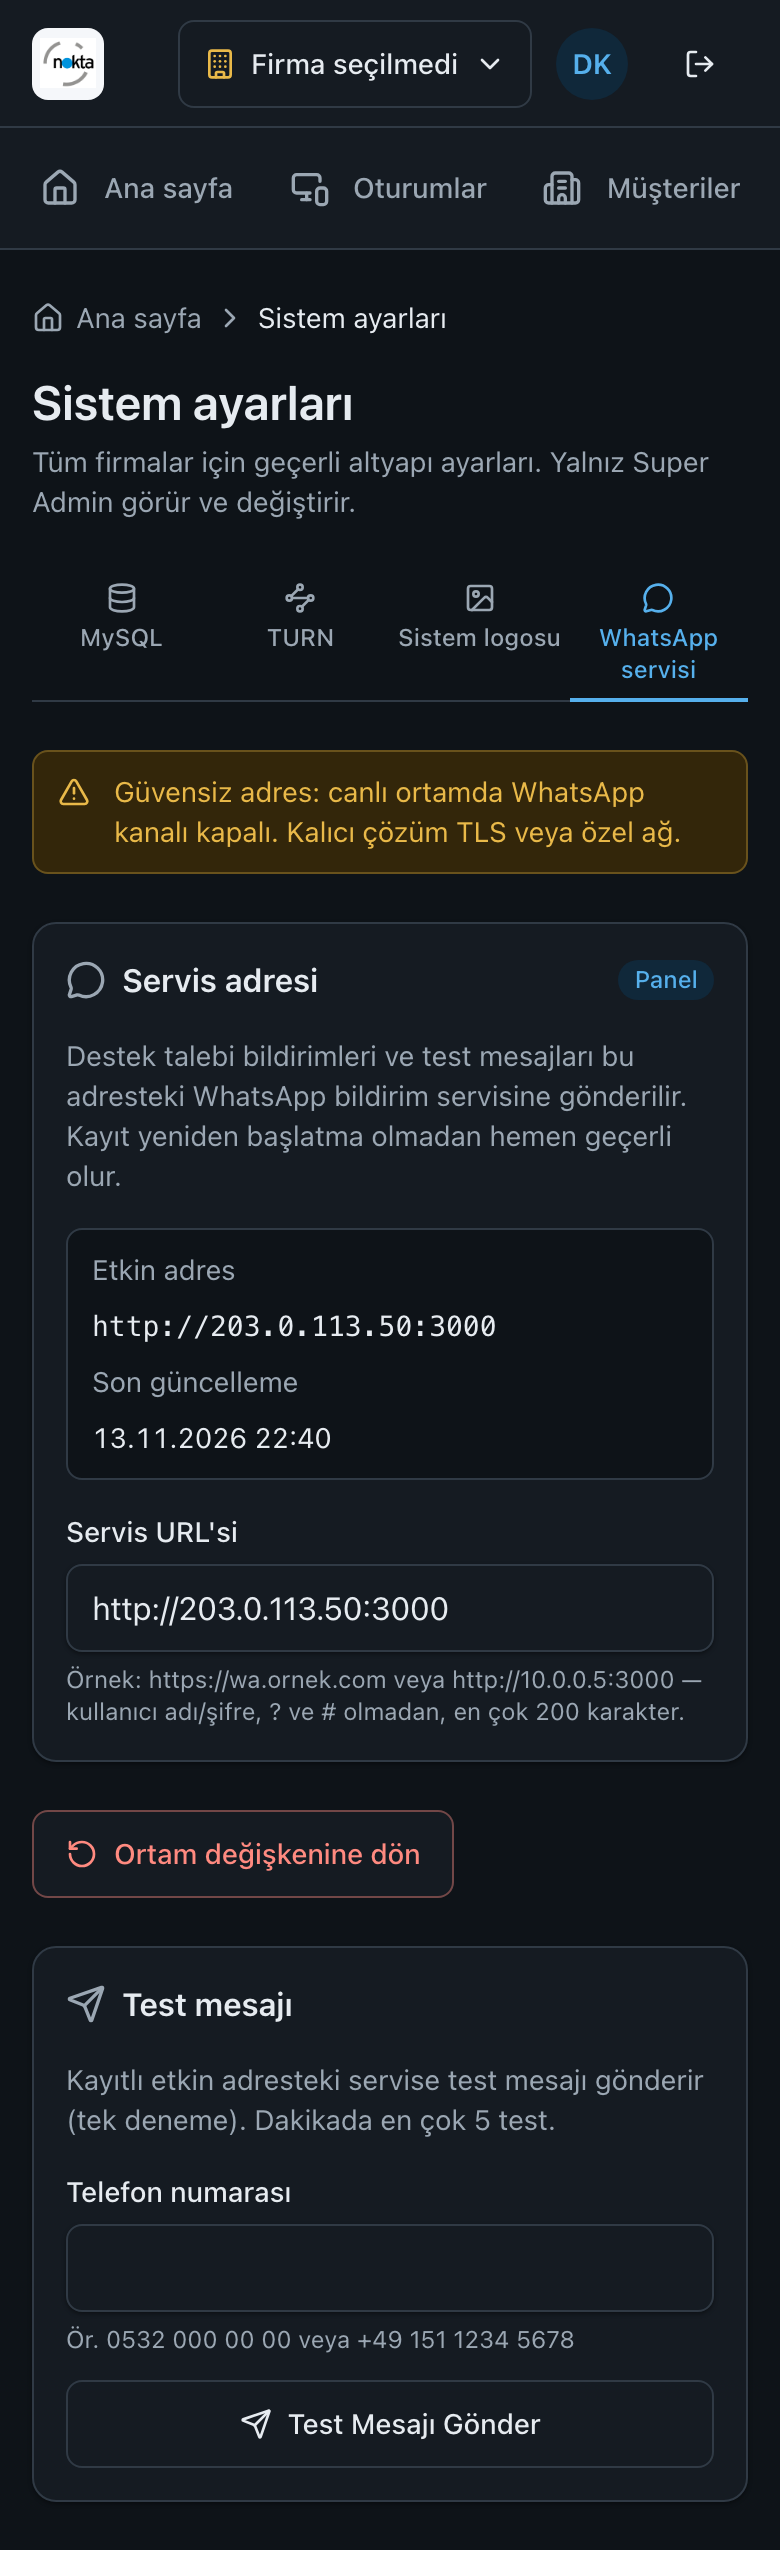 nokta
Firma seçilmedi
DK
Ana sayfa
Oturumlar
Müşteriler
Ana sayfa
Sistem ayarları
Sistem ayarları
Tüm firmalar için geçerli altyapı ayarları. Yalnız Super
Admin görür ve değiştirir.
MySQL
TURN
Sistem logosu
WhatsApp
servisi
Güvensiz adres: canlı ortamda WhatsApp
kanalı kapalı. Kalıcı çözüm TLS veya özel ağ.
Servis adresi
Panel
Destek talebi bildirimleri ve test mesajları bu
adresteki WhatsApp bildirim servisine gönderilir.
Kayıt yeniden başlatma olmadan hemen geçerli
olur.
Etkin adres
http://203.0.113.50:3000
Son güncelleme
13.11.2026 22:40
Servis URL'si
http://203.0.113.50:3000
Örnek: https://wa.ornek.com veya http://10.0.0.5:3000 —
kullanıcı adı/şifre, ? ve # olmadan, en çok 200 karakter.
Ortam değişkenine dön
Test mesajı
Kayıtlı etkin adresteki servise test mesajı gönderir
(tek deneme). Dakikada en çok 5 test.
Telefon numarası
Ör. 0532 000 00 00 veya +49 151 1234 5678
Test Mesajı Gönder